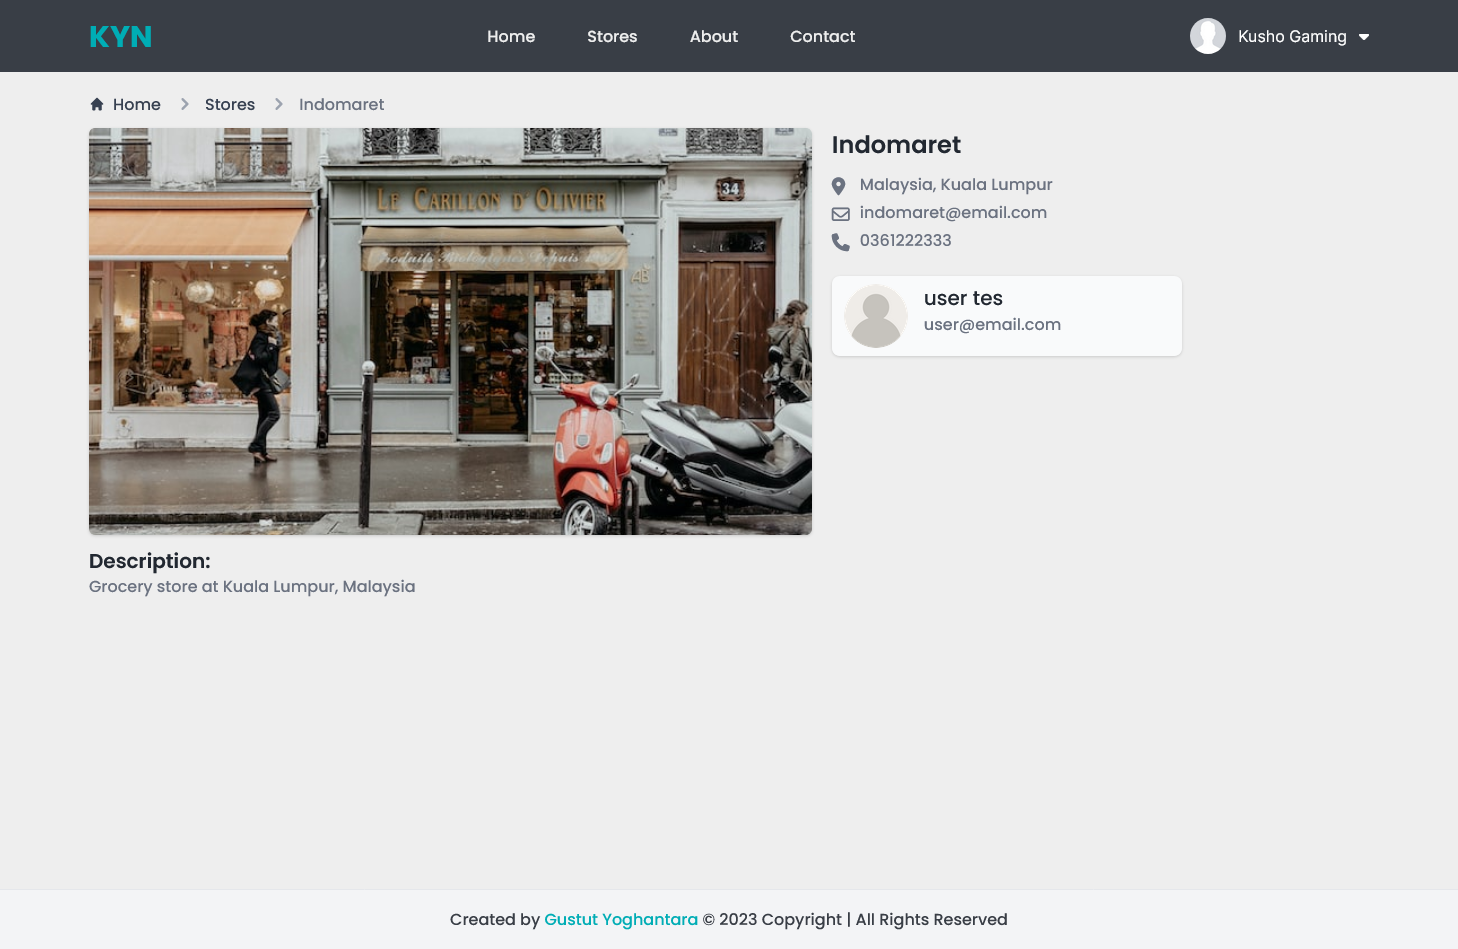 KYN
Home
Stores
About
Contact
Kusho Gaming
Home
Stores
Indomaret
LE CARILLON D'OLIVIER
Produits Biologiques Depuis
34
AB
Indomaret
Malaysia, Kuala Lumpur
indomaret@email.com
0361222333
user tes
user@email.com
Description:
Grocery store at Kuala Lumpur, Malaysia
Created by Gustut Yoghantara © 2023 Copyright | All Rights Reserved